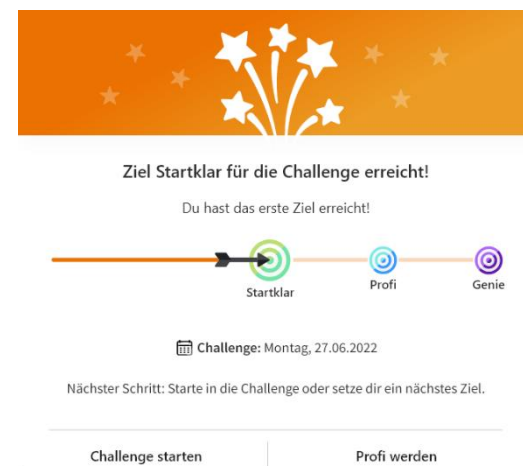 Ziel Startklar für die Challenge erreicht!
Du hast das erste Ziel erreicht!
Startklar
Profi
Genie
Challenge: Montag, 27.06.2022
Nächster Schritt: Starte in die Challenge oder setze dir ein nächstes Ziel.
Challenge starten
Profi werden